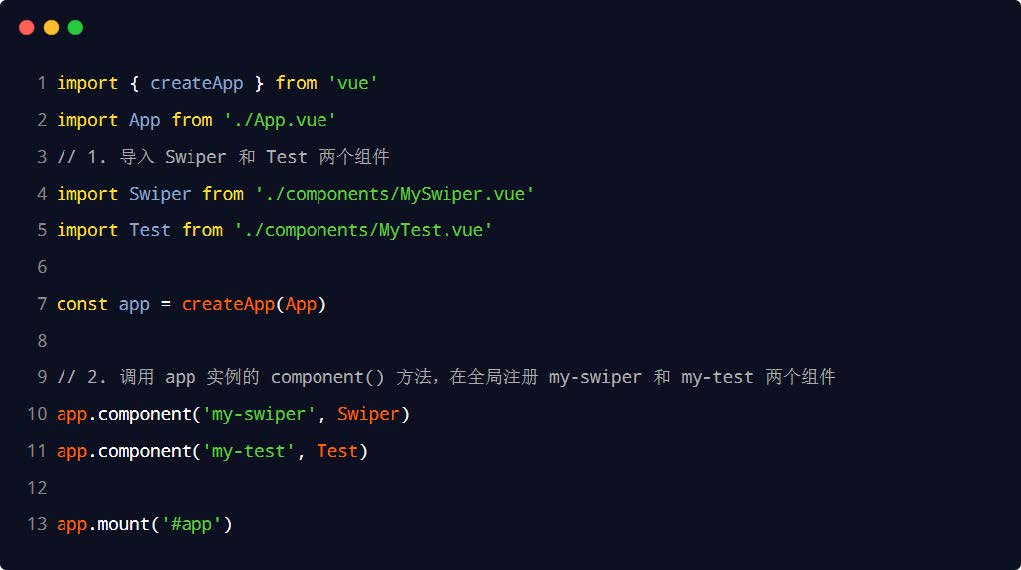 1 import { createApp } from 'vue'
2 import App from './App.vue'
3 // 1. 导入 Swiper 和 Test 两个组件
4 import Swiper from './components/MySwiper.vue'
5 import Test from './components/MyTest.vue'
6
7 const app = createApp(App)
8
9 // 2. 调用 app 实例的 component() 方法，在全局注册 my-swiper 和 my-test 两个组件
10 app.component('my-swiper', Swiper)
11 app.component('my-test', Test)
12
13 app.mount('#app')